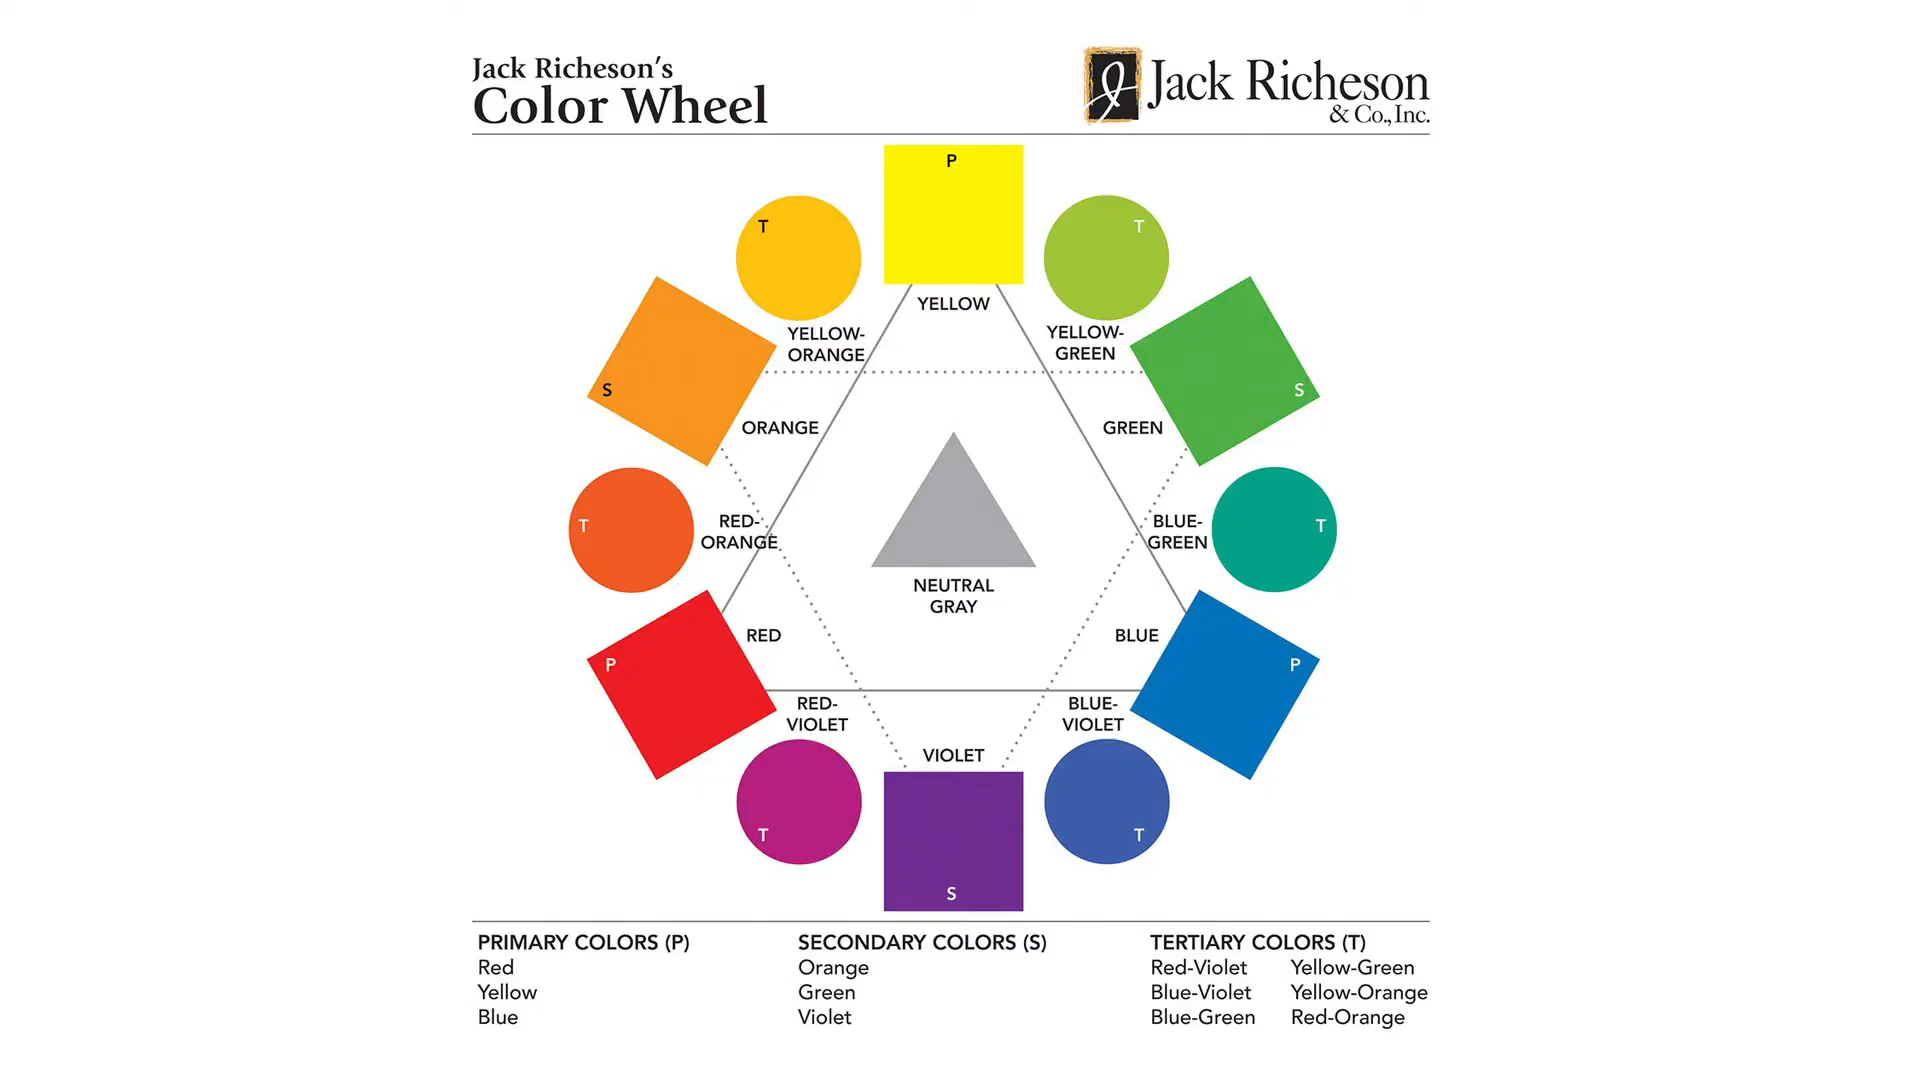 Jack Richeson's
Color Wheel
Jack Richeson
& Co., Inc.
P
T
T
YELLOW
YELLOW-
ORANGE
YELLOW-
GREEN
S
S
ORANGE
GREEN
T
RED-
ORANGE
BLUE-
GREEN
T
NEUTRAL
GRAY
RED
BLUE
P
P
RED-
VIOLET
BLUE-
VIOLET
VIOLET
T
T
S
PRIMARY COLORS (P)
Red
Yellow
Blue
SECONDARY COLORS (S)
Orange
Green
Violet
TERTIARY COLORS (T)
Red-Violet Yellow-Green
Blue-Violet Yellow-Orange
Blue-Green Red-Orange